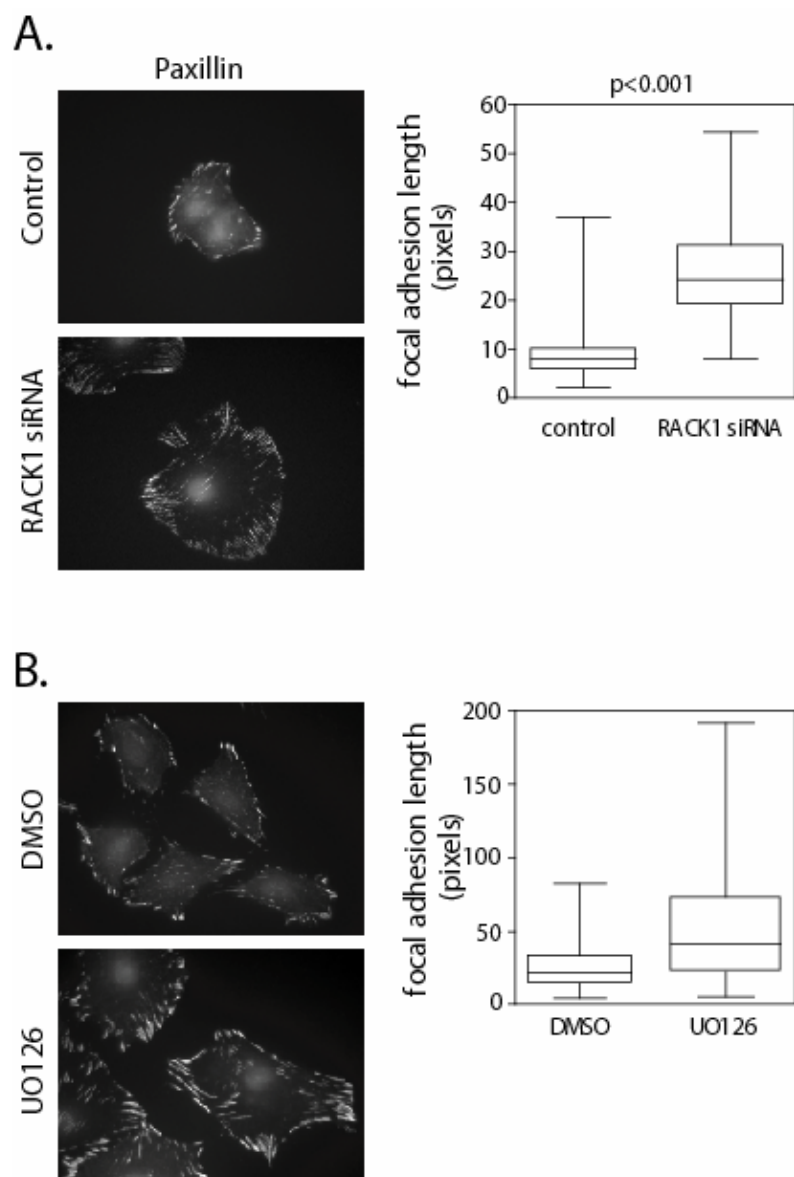 A.
Paxillin
Control
RACK1 siRNA
p<0.001
focal adhesion length
(pixels)
60
50
40
30
20
10
0
control RACK1 siRNA
B.
DMSO
UO126
focal adhesion length
(pixels)
200
150
100
50
0
DMSO UO126